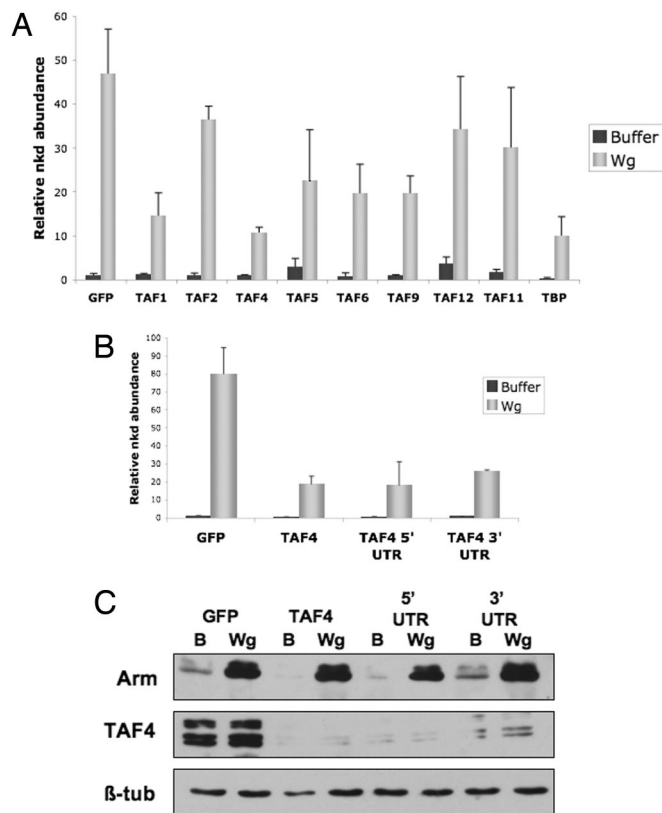 A
Relative nkd abundance
60
50
40
30
20
10
0
GFP TAF1 TAF2 TAF4 TAF5 TAF6 TAF9 TAF12 TAF11 TBP
Buffer
Wg
B
Relative nkd abundance
100
90
80
70
60
50
40
30
20
10
0
GFP TAF4 TAF4 5' TAF4 3'
UTR UTR
Buffer
Wg
C
5' 3'
GFP TAF4 UTR UTR
B Wg B Wg B Wg B Wg
Arm
TAF4
ß-tub